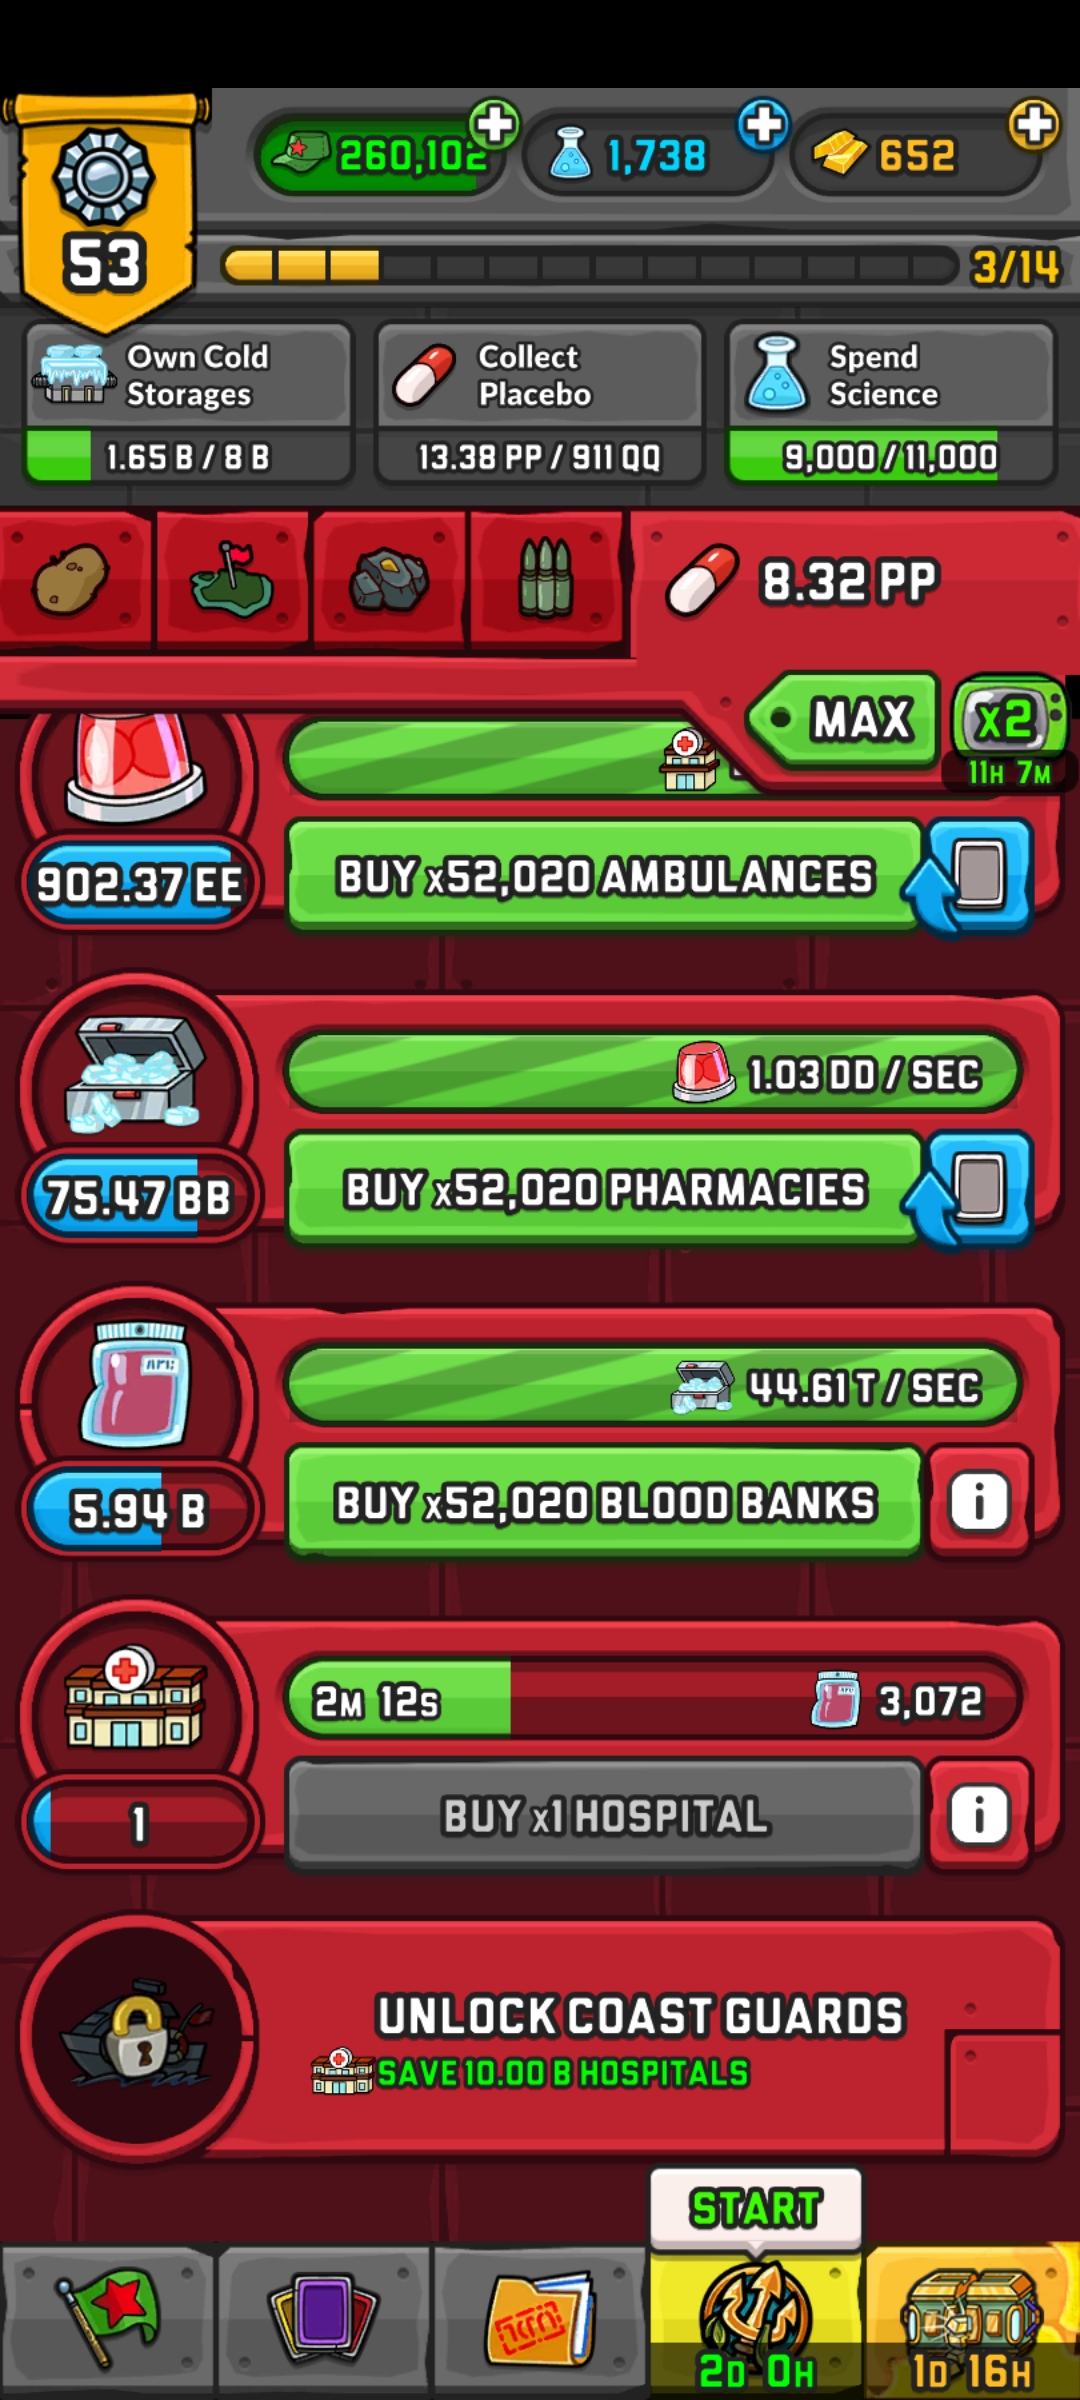 260,102
1,738
652
53
3/14
Own Cold
Storages
1.65 B / 8 B
Collect
Placebo
13.38 PP / 911 QQ
Spend
Science
9,000 / 11,000
8.32 PP
MAX
x2
11H 7M
902.37 EE
BUY x52,020 AMBULANCES
1.03 DD / SEC
75.47 BB
BUY x52,020 PHARMACIES
44.61 T / SEC
5.94 B
BUY x52,020 BLOOD BANKS
2M 12S
3,072
1
BUY x1 HOSPITAL
UNLOCK COAST GUARDS
SAVE 10.00 B HOSPITALS
START
2D 0H
1D 16H